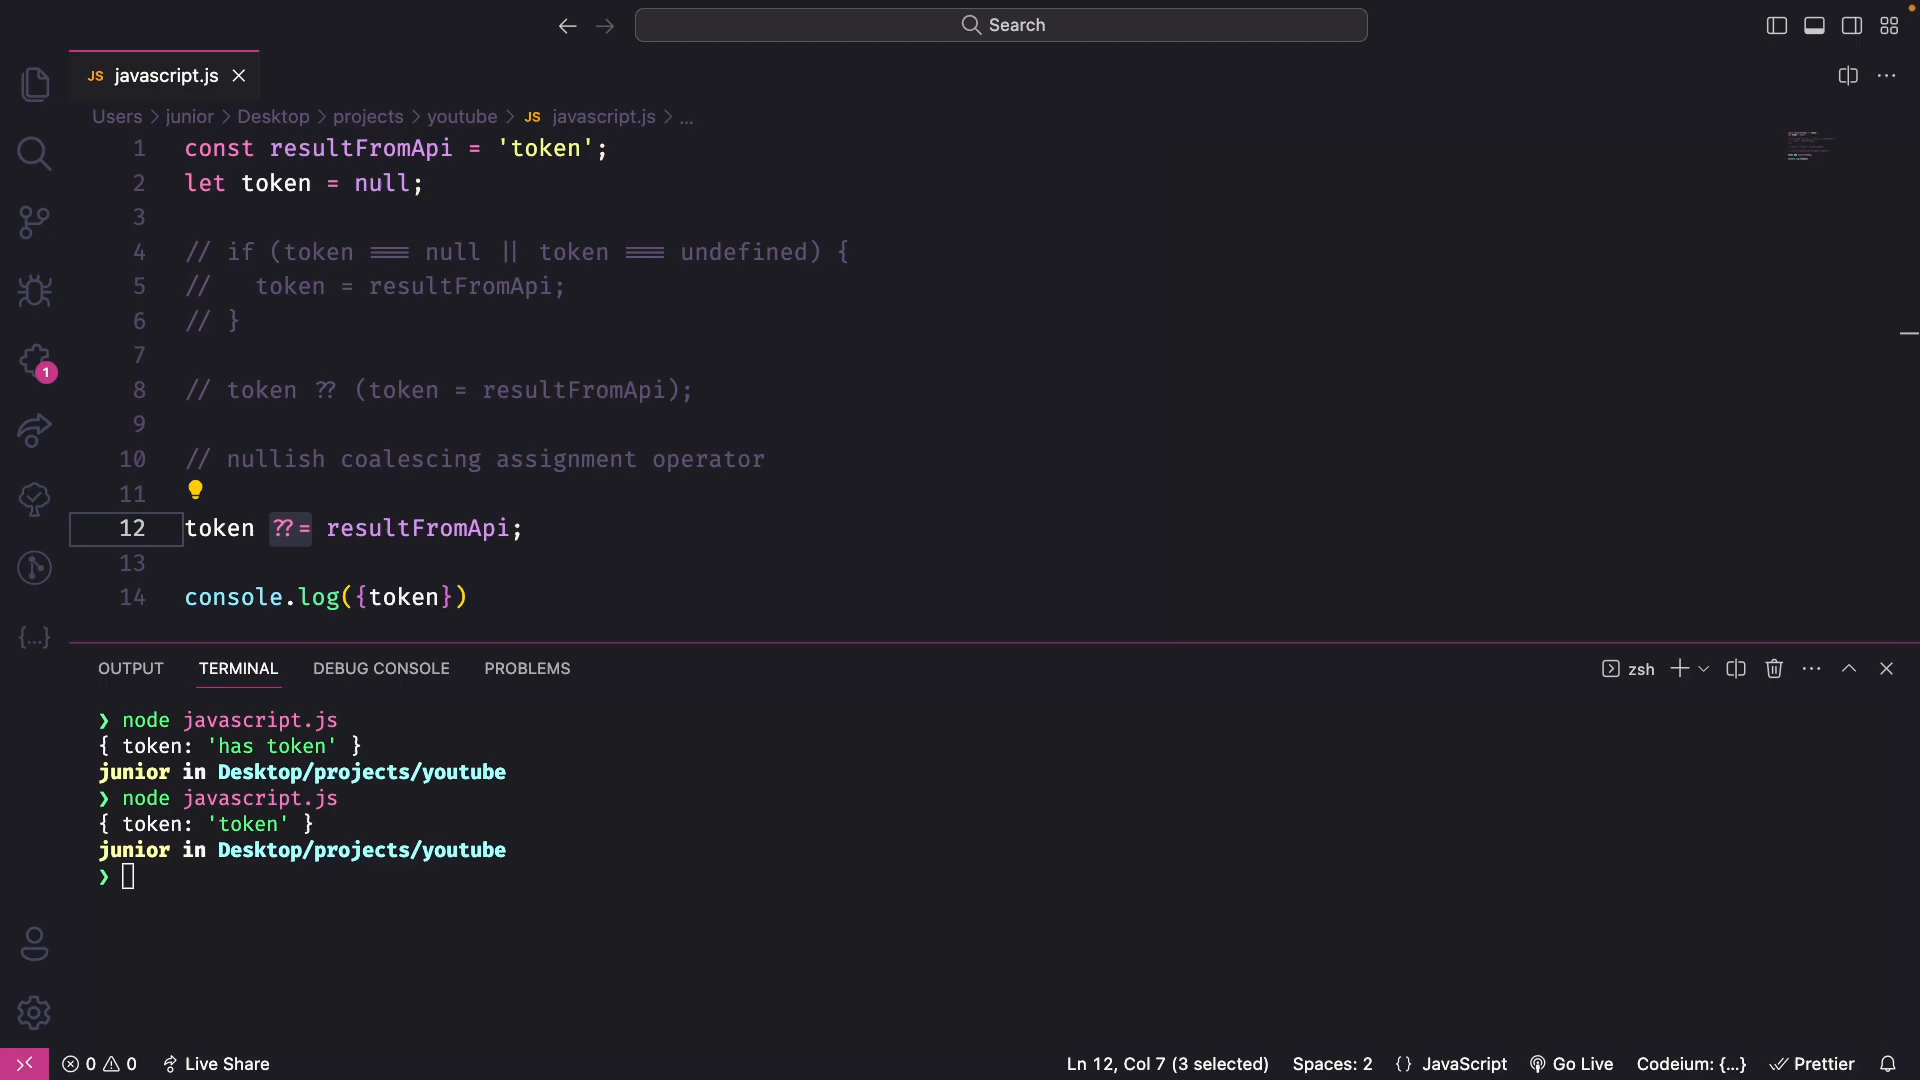 Search
JS javascript.js
Users > junior > Desktop > projects > youtube > JS javascript.js > ...
1 const resultFromApi = 'token';
2 let token = null;
3
4 // if (token === null || token === undefined) {
5 //   token = resultFromApi;
6 // }
7
8 // token ?? (token = resultFromApi);
9
10 // nullish coalescing assignment operator
11
12 token ??= resultFromApi;
13
14 console.log({token})
1
{...}
OUTPUT TERMINAL DEBUG CONSOLE PROBLEMS
zsh
❯ node javascript.js
{ token: 'has token' }
junior in Desktop/projects/youtube
❯ node javascript.js
{ token: 'token' }
junior in Desktop/projects/youtube
❯
0 0 Live Share Ln 12, Col 7 (3 selected) Spaces: 2 {} JavaScript Go Live Codeium: {...} Prettier